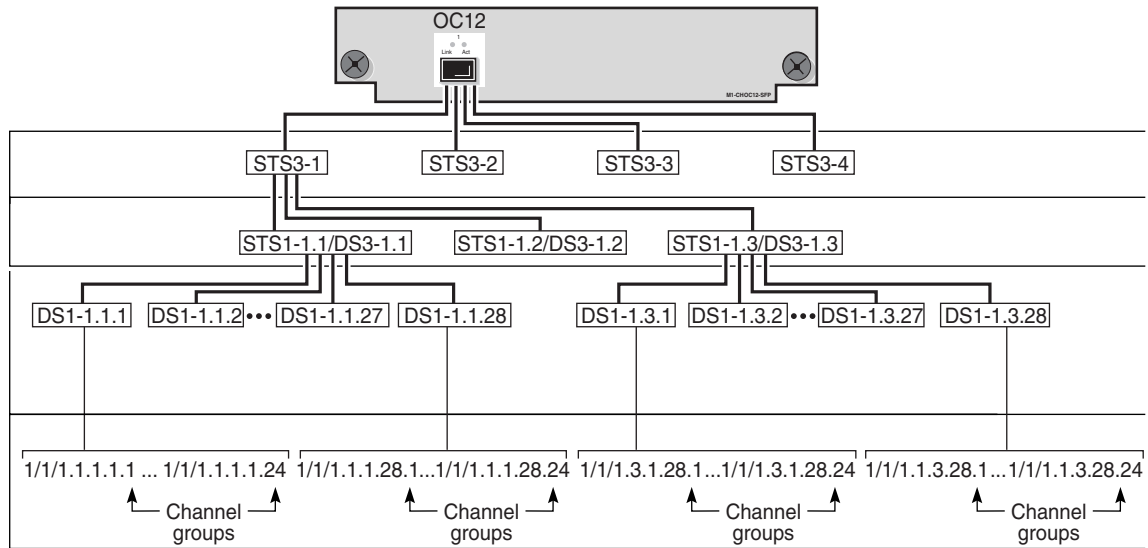 OC12
1
Link Act
M1-CHOC12-SFP
STS3-1 STS3-2 STS3-3 STS3-4
STS1-1.1/DS3-1.1 STS1-1.2/DS3-1.2 STS1-1.3/DS3-1.3
DS1-1.1.1 DS1-1.1.2 ••• DS1-1.1.27 DS1-1.1.28 DS1-1.3.1 DS1-1.3.2 ••• DS1-1.3.27 DS1-1.3.28
1/1/1.1.1.1.1 ... 1/1/1.1.1.1.24 1/1/1.1.1.28.1...1/1/1.1.1.28.24 1/1/1.3.1.28.1...1/1/1.3.1.28.24 1/1/1.1.3.28.1...1/1/1.1.3.28.24
Channel Channel Channel Channel
groups groups groups groups